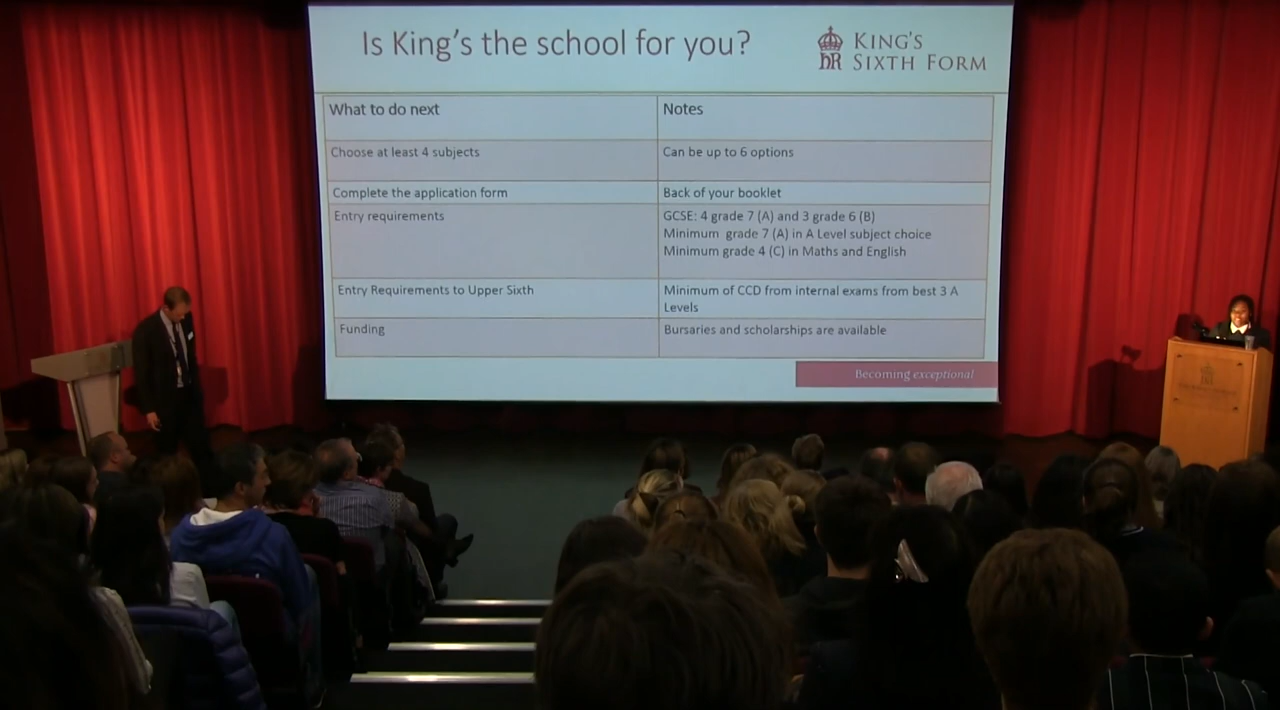 Is King's the school for you?
KING'S
SIXTH FORM
What to do next
Notes
Choose at least 4 subjects
Can be up to 6 options
Complete the application form
Back of your booklet
Entry requirements
GCSE: 4 grade 7 (A) and 3 grade 6 (B)
Minimum grade 7 (A) in A Level subject choice
Minimum grade 4 (C) in Maths and English
Entry Requirements to Upper Sixth
Minimum of CCD from internal exams from best 3 A
Levels
Funding
Bursaries and scholarships are available
Becoming exceptional